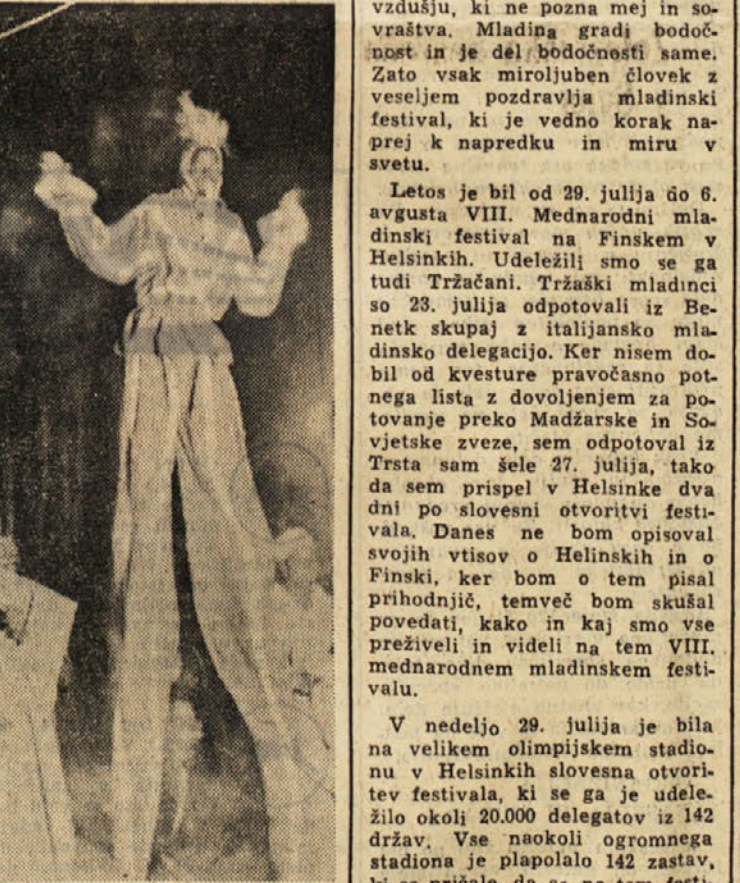 vzdušju, ki ne pozna mej in so-
vraštva. Mladina gradi bodoč-
nost in je del bodočnosti same.
Zato vsak miroljuben človek z
veseljem pozdravlja mladinski
festival, ki je vedno korak na-
prej k napredku in miru v
svetu.
Letos je bil od 29. julija do 6.
avgusta VIII. Mednarodni mla-
dinski festival na Finskem v
Helsinkih. Udeležili smo se ga
tudi Tržačani. Tržaški mladinci
so 23. julija odpotovali iz Be-
netk skupaj z italijansko mla-
dinsko delegacijo. Ker nisem do-
bil od kvesture pravočasno pot-
nega lista z dovoljenjem za po-
tovanje preko Madžarske in So-
vjetske zveze, sem odpotoval iz
Trsta sam šele 27. julija, tako
da sem prispel v Helsinke dva
dni po slovesni otvoritvi festi-
vala. Danes ne bom opisoval
svojih vtisov o Helinskih in o
Finski, ker bom o tem pisal
prihodnjič, temveč bom skušal
povedati, kako in kaj smo vse
preživeli in videli na tem VIII.
mednarodnem mladinskem festi-
valu.
V nedeljo 29. julija je bila
na velikem olimpijskem stadio-
nu v Helsinkih slovesna otvori-
tev festivala, ki se ga je udele-
žilo okoli 20.000 delegatov iz 142
držav. Vse naokoli ogromnega
stadiona je plapolalo 142 zastav,